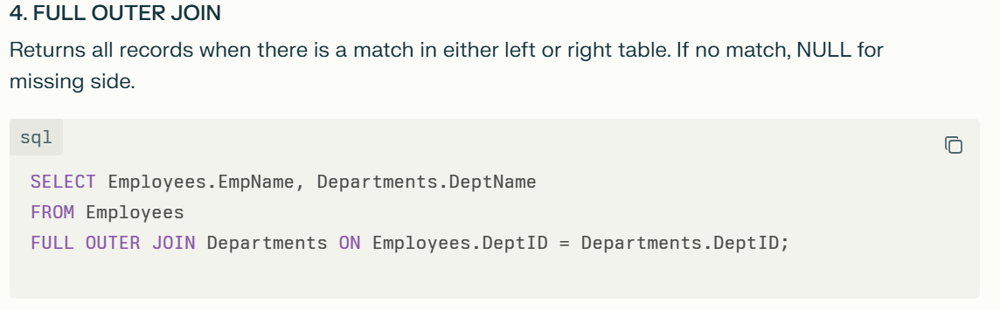 4. FULL OUTER JOIN
Returns all records when there is a match in either left or right table. If no match, NULL for
missing side.
sql
SELECT Employees.EmpName, Departments.DeptName
FROM Employees
FULL OUTER JOIN Departments ON Employees.DeptID = Departments.DeptID;